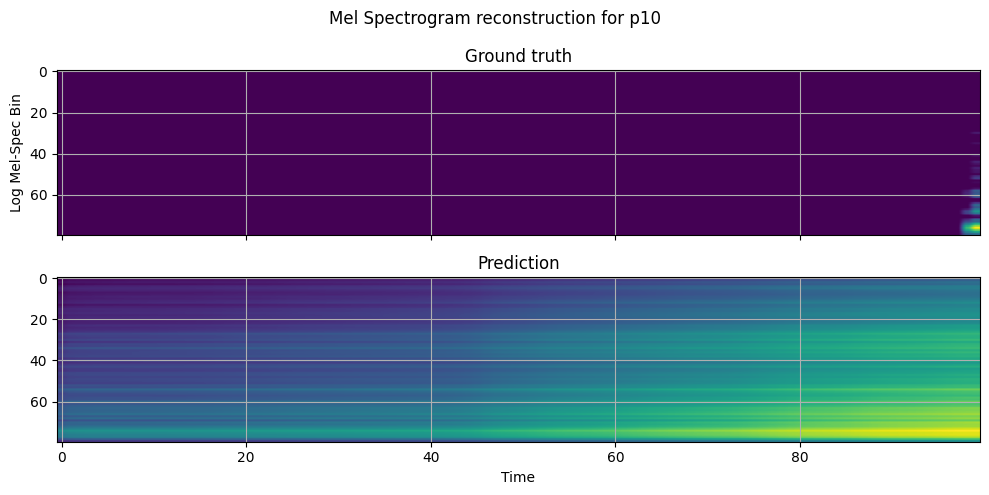 Mel Spectrogram reconstruction for p10
Ground truth
0
20
40
60
Log Mel-Spec Bin
Prediction
0
20
40
60
0 20 40 60 80
Time